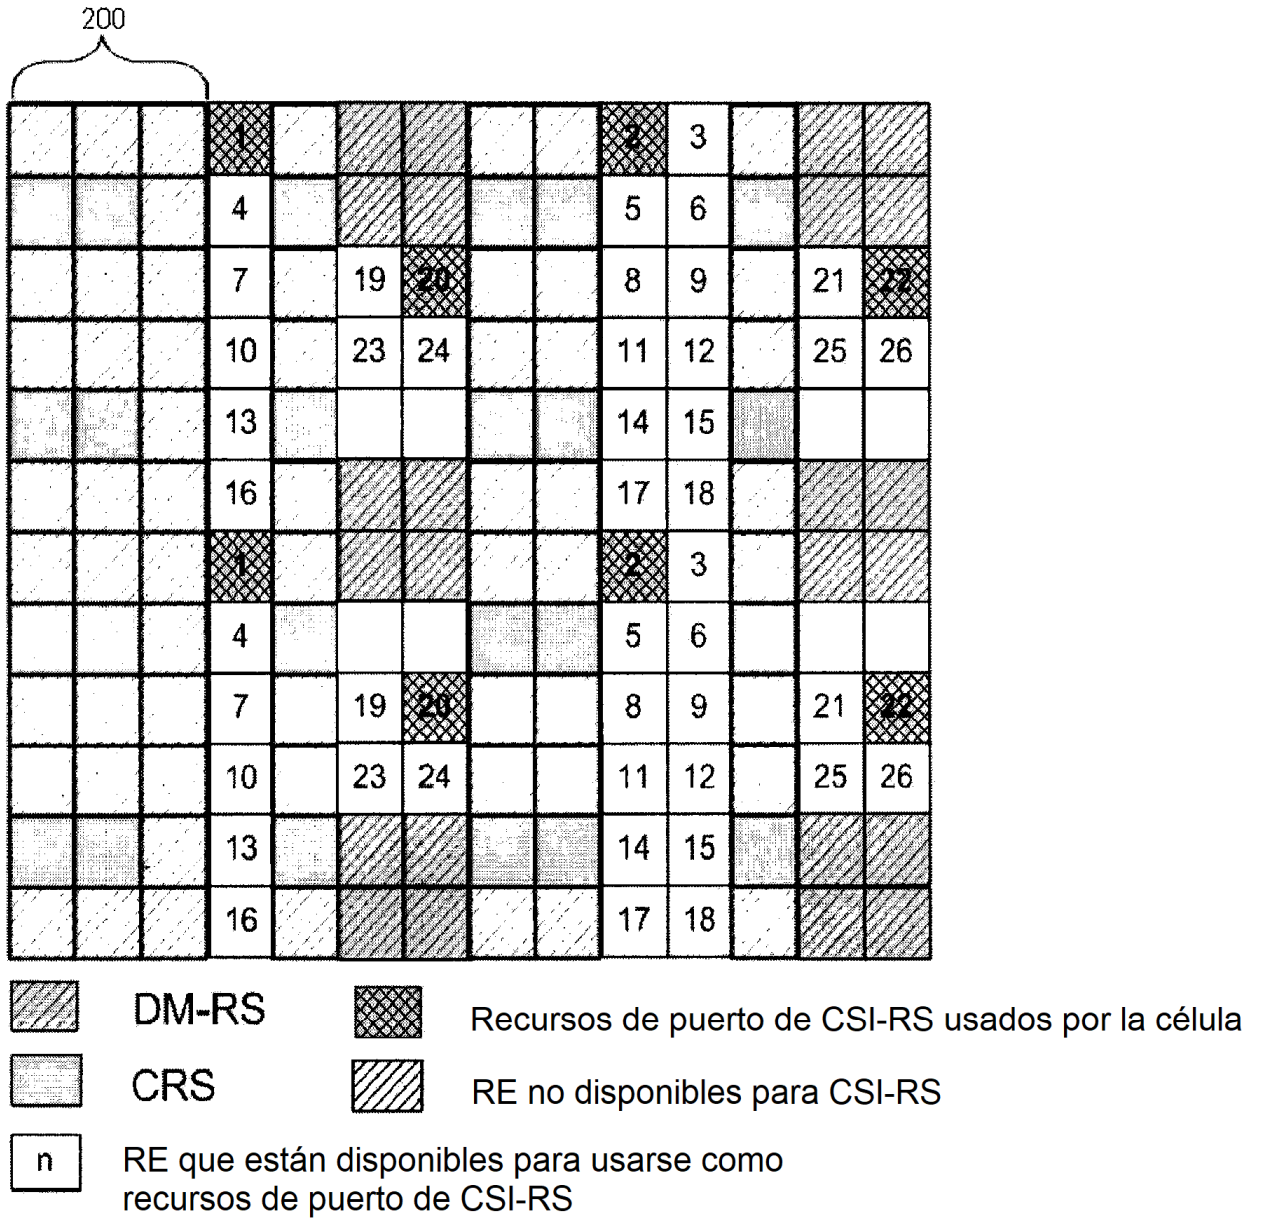 200
1 2 3
4 5 6
7 19 20 8 9 21 22
10 23 24 11 12 25 26
13 14 15
16 17 18
1 2 3
4 5 6
7 19 20 8 9 21 22
10 23 24 11 12 25 26
13 14 15
16 17 18
DM-RS Recursos de puerto de CSI-RS usados por la célula
CRS RE no disponibles para CSI-RS
n RE que están disponibles para usarse como
recursos de puerto de CSI-RS